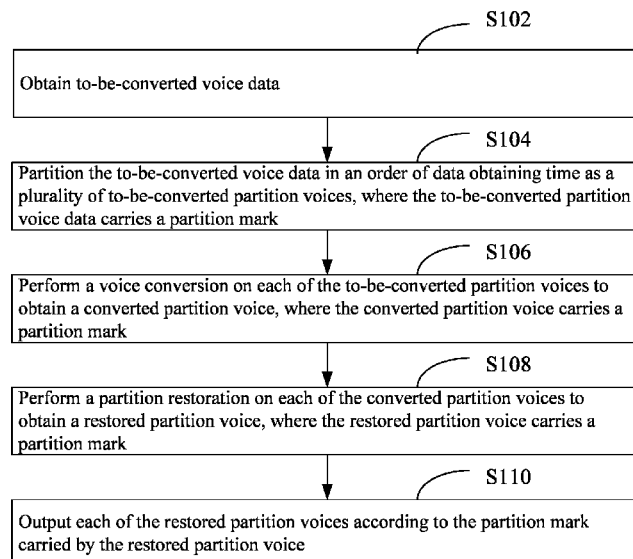 S102
Obtain to-be-converted voice data
S104
Partition the to-be-converted voice data in an order of data obtaining time as a
plurality of to-be-converted partition voices, where the to-be-converted partition
voice data carries a partition mark
S106
Perform a voice conversion on each of the to-be-converted partition voices to
obtain a converted partition voice, where the converted partition voice carries a
partition mark
S108
Perform a partition restoration on each of the converted partition voices to
obtain a restored partition voice, where the restored partition voice carries a
partition mark
S110
Output each of the restored partition voices according to the partition mark
carried by the restored partition voice